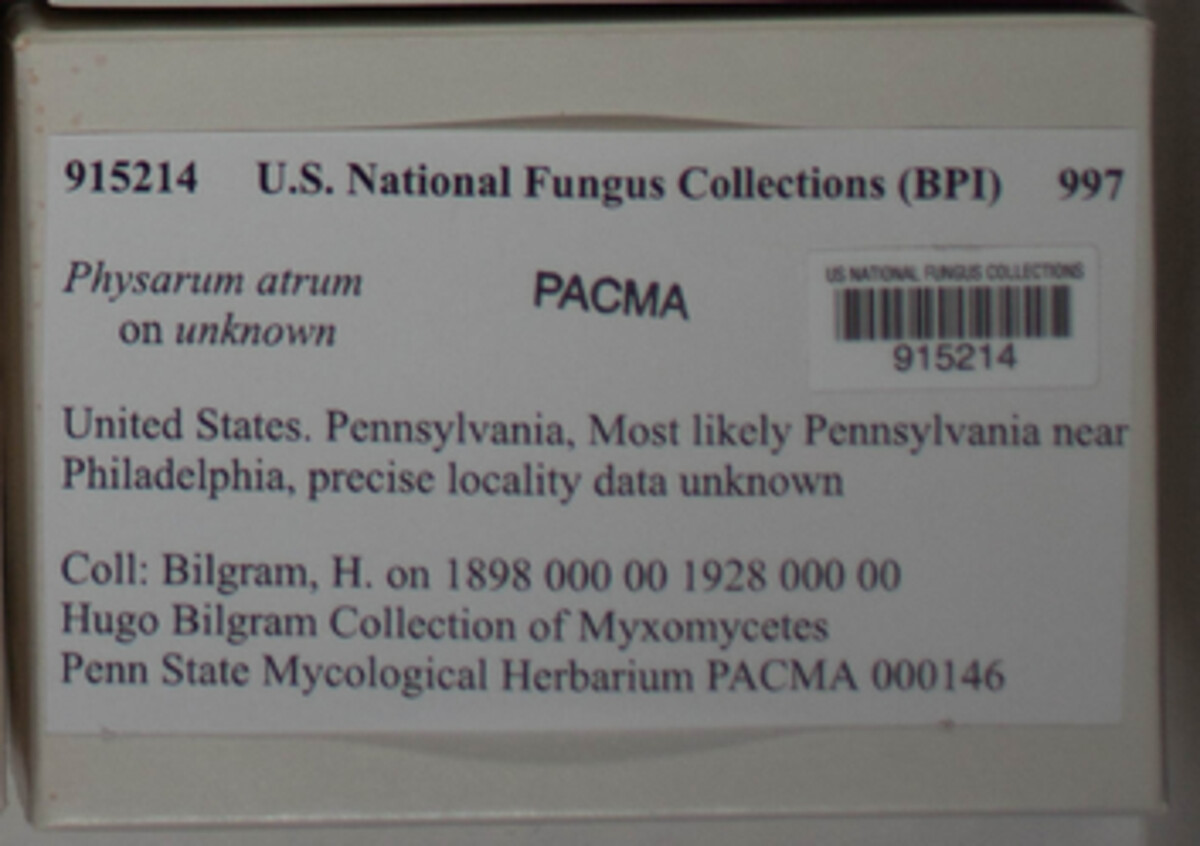 915214 U.S. National Fungus Collections (BPI) 997
Physarum atrum
on unknown
PACMA
US NATIONAL FUNGUS COLLECTIONS
915214
United States. Pennsylvania, Most likely Pennsylvania near
Philadelphia, precise locality data unknown
Coll: Bilgram, H. on 1898 000 00 1928 000 00
Hugo Bilgram Collection of Myxomycetes
Penn State Mycological Herbarium PACMA 000146